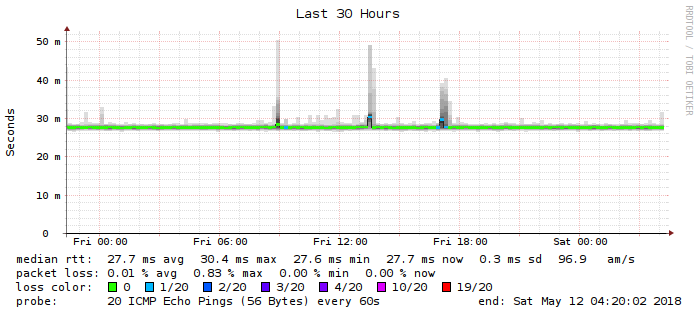 Last 30 Hours
RRDTOOL / TOBI OETIKER
Seconds
50 m
40 m
30 m
20 m
10 m
0
Fri 00:00 Fri 06:00 Fri 12:00 Fri 18:00 Sat 00:00
median rtt: 27.7 ms avg 30.4 ms max 27.6 ms min 27.7 ms now 0.3 ms sd 96.9 am/s
packet loss: 0.01 % avg 0.83 % max 0.00 % min 0.00 % now
loss color: 0 1/20 2/20 3/20 4/20 10/20 19/20
probe: 20 ICMP Echo Pings (56 Bytes) every 60s end: Sat May 12 04:20:02 2018